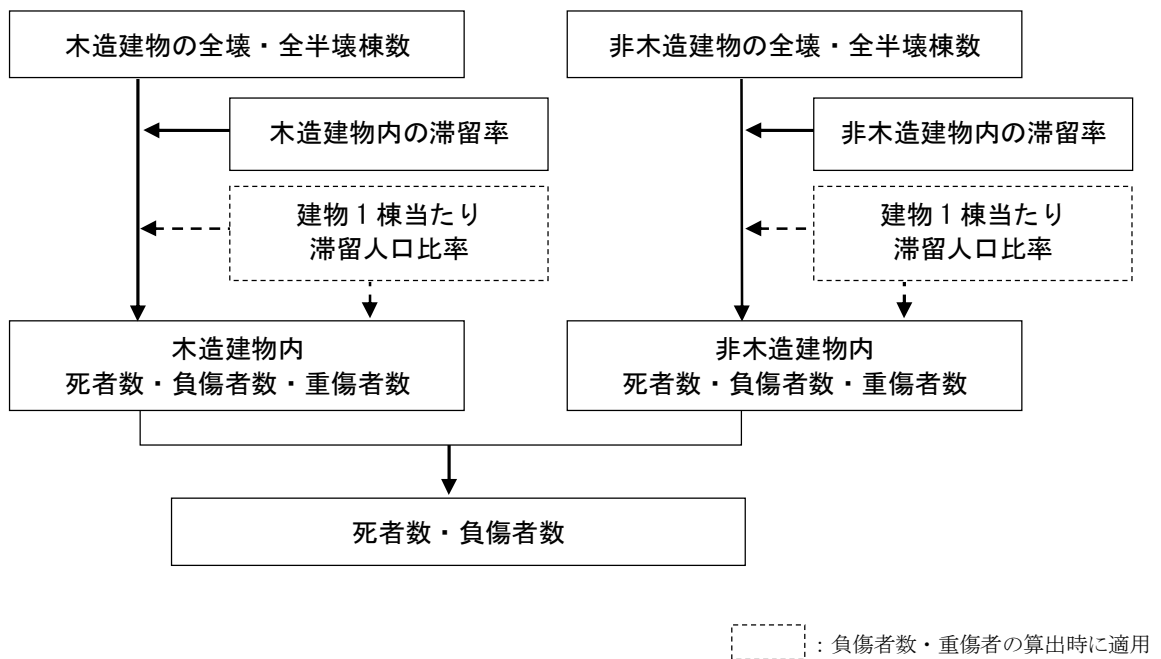 木造建物の全壊・全半壊棟数
非木造建物の全壊・全半壊棟数
木造建物内の滞留率
非木造建物内の滞留率
建物1棟当たり
滞留人口比率
建物1棟当たり
滞留人口比率
木造建物内
死者数・負傷者数・重傷者数
非木造建物内
死者数・負傷者数・重傷者数
死者数・負傷者数
：負傷者数・重傷者の算出時に適用